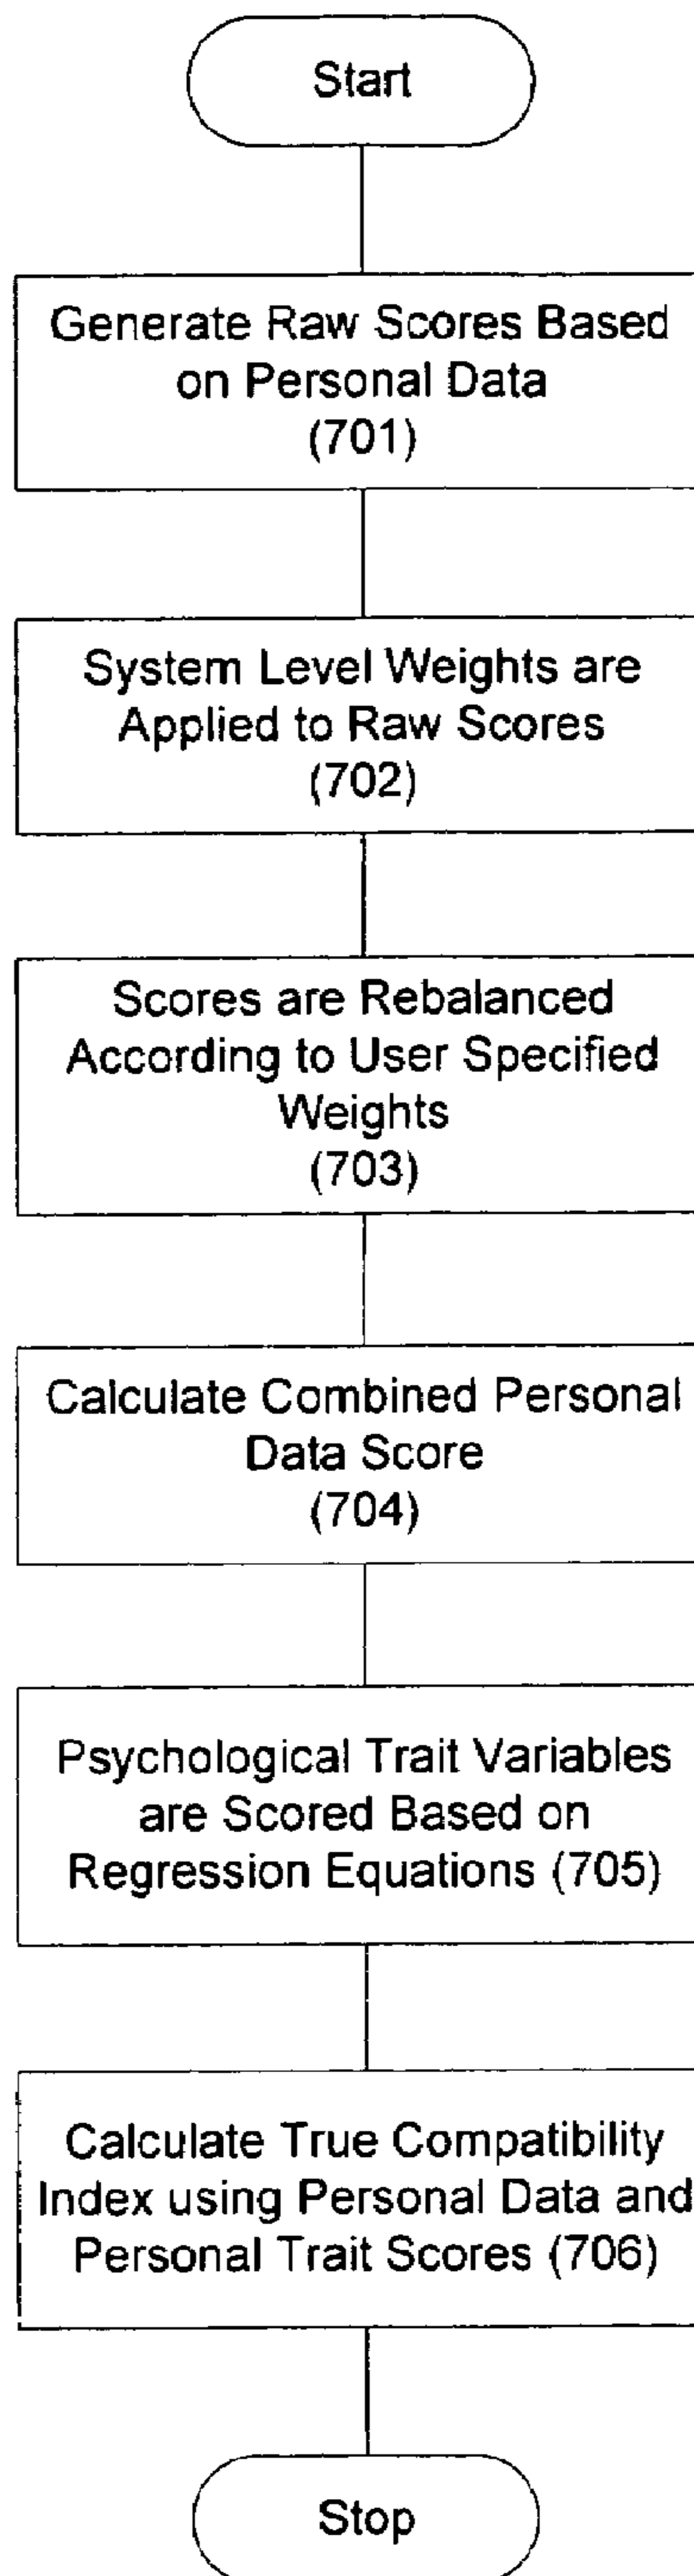 Start
Generate Raw Scores Based
on Personal Data
(701)
System Level Weights are
Applied to Raw Scores
(702)
Scores are Rebalanced
According to User Specified
Weights
(703)
Calculate Combined Personal
Data Score
(704)
Psychological Trait Variables
are Scored Based on
Regression Equations (705)
Calculate True Compatibility
Index using Personal Data and
Personal Trait Scores (706)
Stop